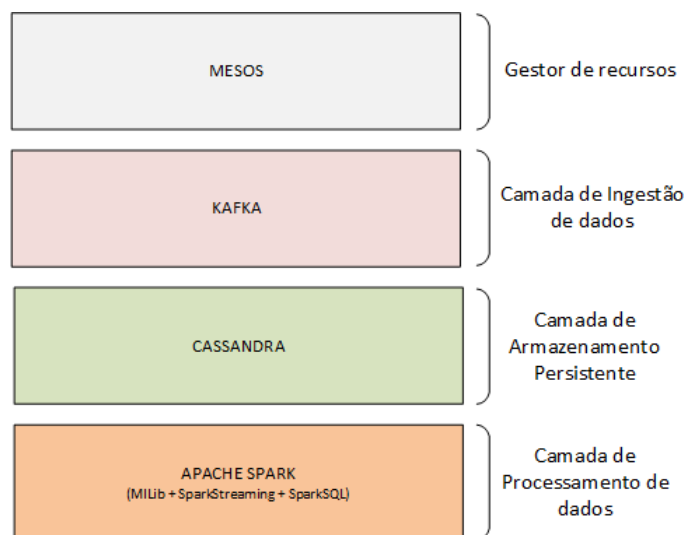 MESOS
Gestor de recursos
KAFKA
Camada de Ingestão
de dados
CASSANDRA
Camada de
Armazenamento
Persistente
APACHE SPARK
(MILib + SparkStreaming + SparkSQL)
Camada de
Processamento de
dados